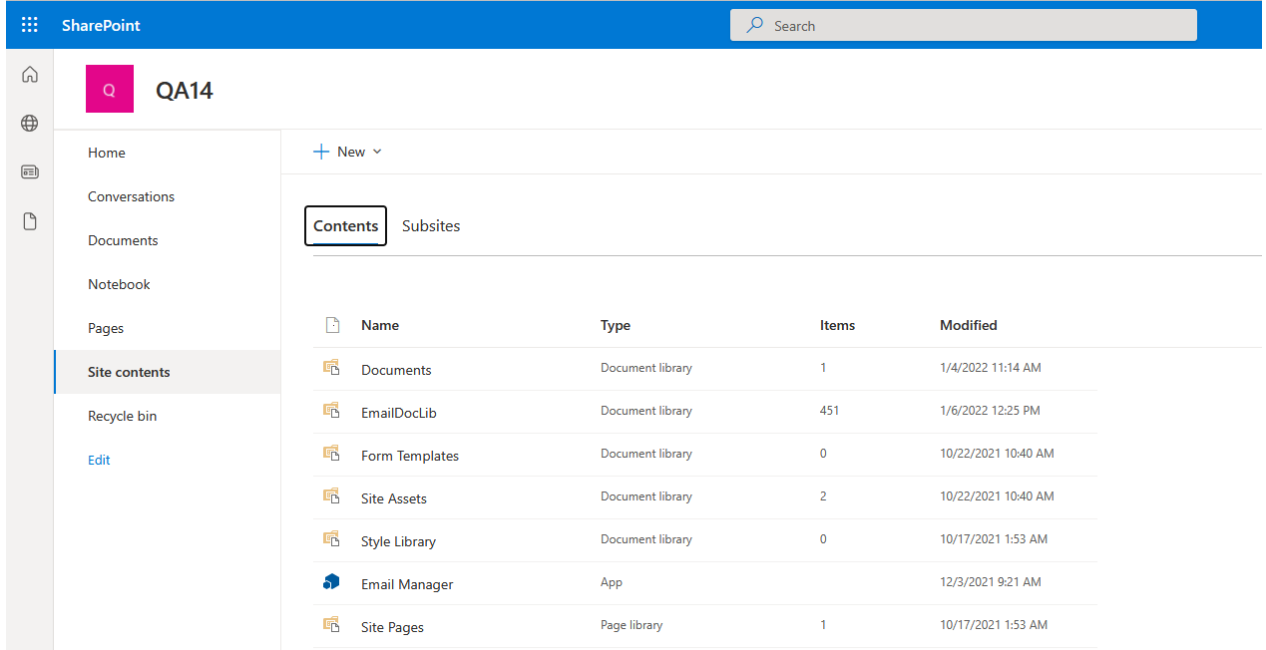 SharePoint
Search
Q
QA14
Home
Conversations
Documents
Notebook
Pages
Site contents
Recycle bin
Edit
New
Contents Subsites
Name Type Items Modified
Documents Document library 1 1/4/2022 11:14 AM
EmailDocLib Document library 451 1/6/2022 12:25 PM
Form Templates Document library 0 10/22/2021 10:40 AM
Site Assets Document library 2 10/22/2021 10:40 AM
Style Library Document library 0 10/17/2021 1:53 AM
Email Manager App 12/3/2021 9:21 AM
Site Pages Page library 1 10/17/2021 1:53 AM